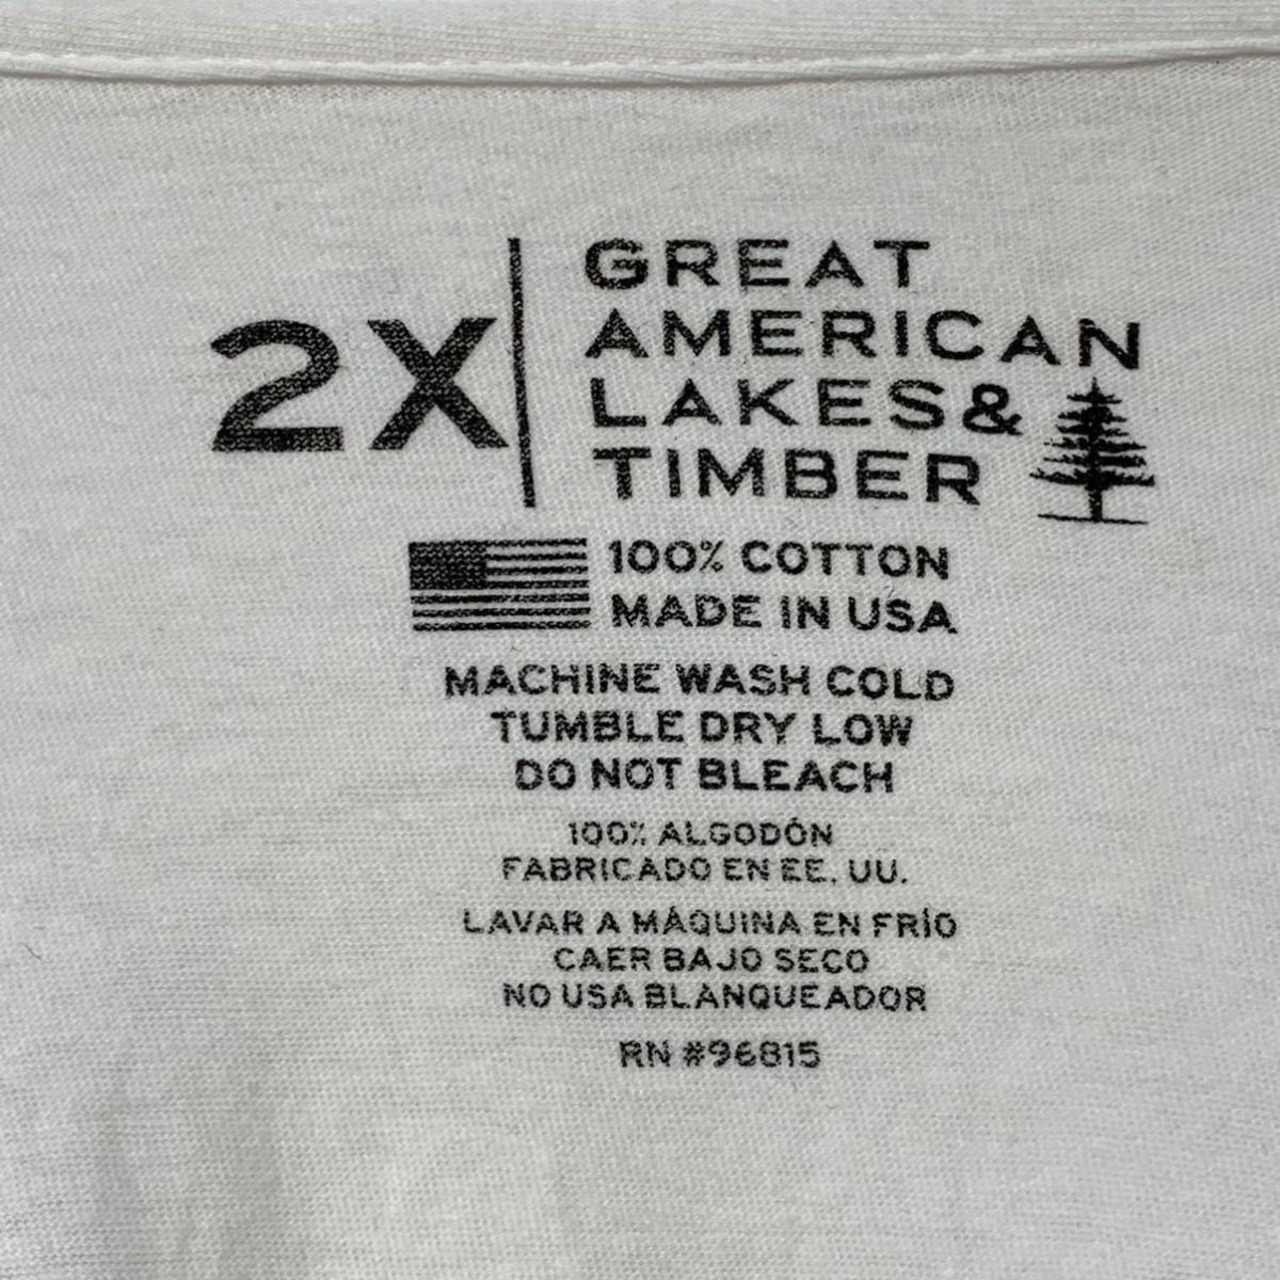 2X
GREAT
AMERICAN
LAKES &
TIMBER
100% COTTON
MADE IN USA
MACHINE WASH COLD
TUMBLE DRY LOW
DO NOT BLEACH
100% ALGODÓN
FABRICADO EN EE. UU.
LAVAR A MÁQUINA EN FRÍO
CAER BAJO SECO
NO USA BLANQUEADOR
RN #96815